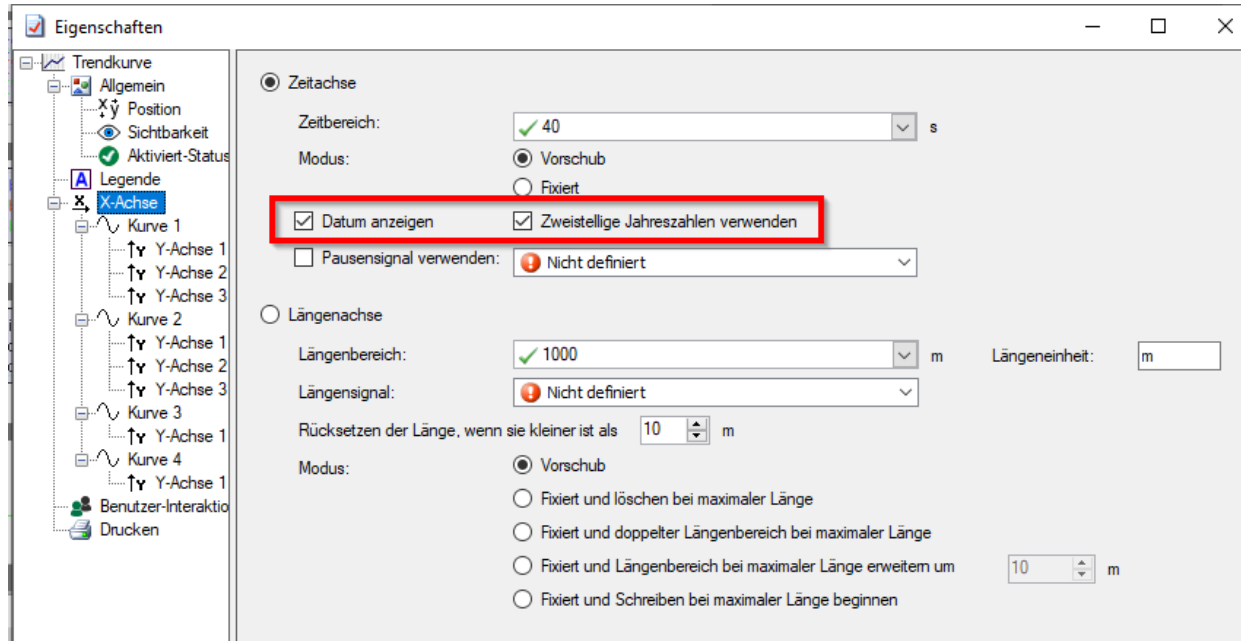 Eigenschaften
Trendkurve
Allgemein
Position
Sichtbarkeit
Aktiviert-Status
Legende
X-Achse
Kurve 1
Y-Achse 1
Y-Achse 2
Y-Achse 3
Kurve 2
Y-Achse 1
Y-Achse 2
Y-Achse 3
Kurve 3
Y-Achse 1
Kurve 4
Y-Achse 1
Benutzer-Interaktio
Drucken
Zeitachse
Zeitbereich: 40 s
Modus: Vorschub
Fixiert
Datum anzeigen Zweistellige Jahreszahlen verwenden
Pausensignal verwenden: Nicht definiert
Längenachse
Längenbereich: 1000 m Längeneinheit: m
Längensignal: Nicht definiert
Rücksetzen der Länge, wenn sie kleiner ist als 10 m
Modus: Vorschub
Fixiert und löschen bei maximaler Länge
Fixiert und doppelter Längenbereich bei maximaler Länge
Fixiert und Längenbereich bei maximaler Länge erweitern um 10 m
Fixiert und Schreiben bei maximaler Länge beginnen